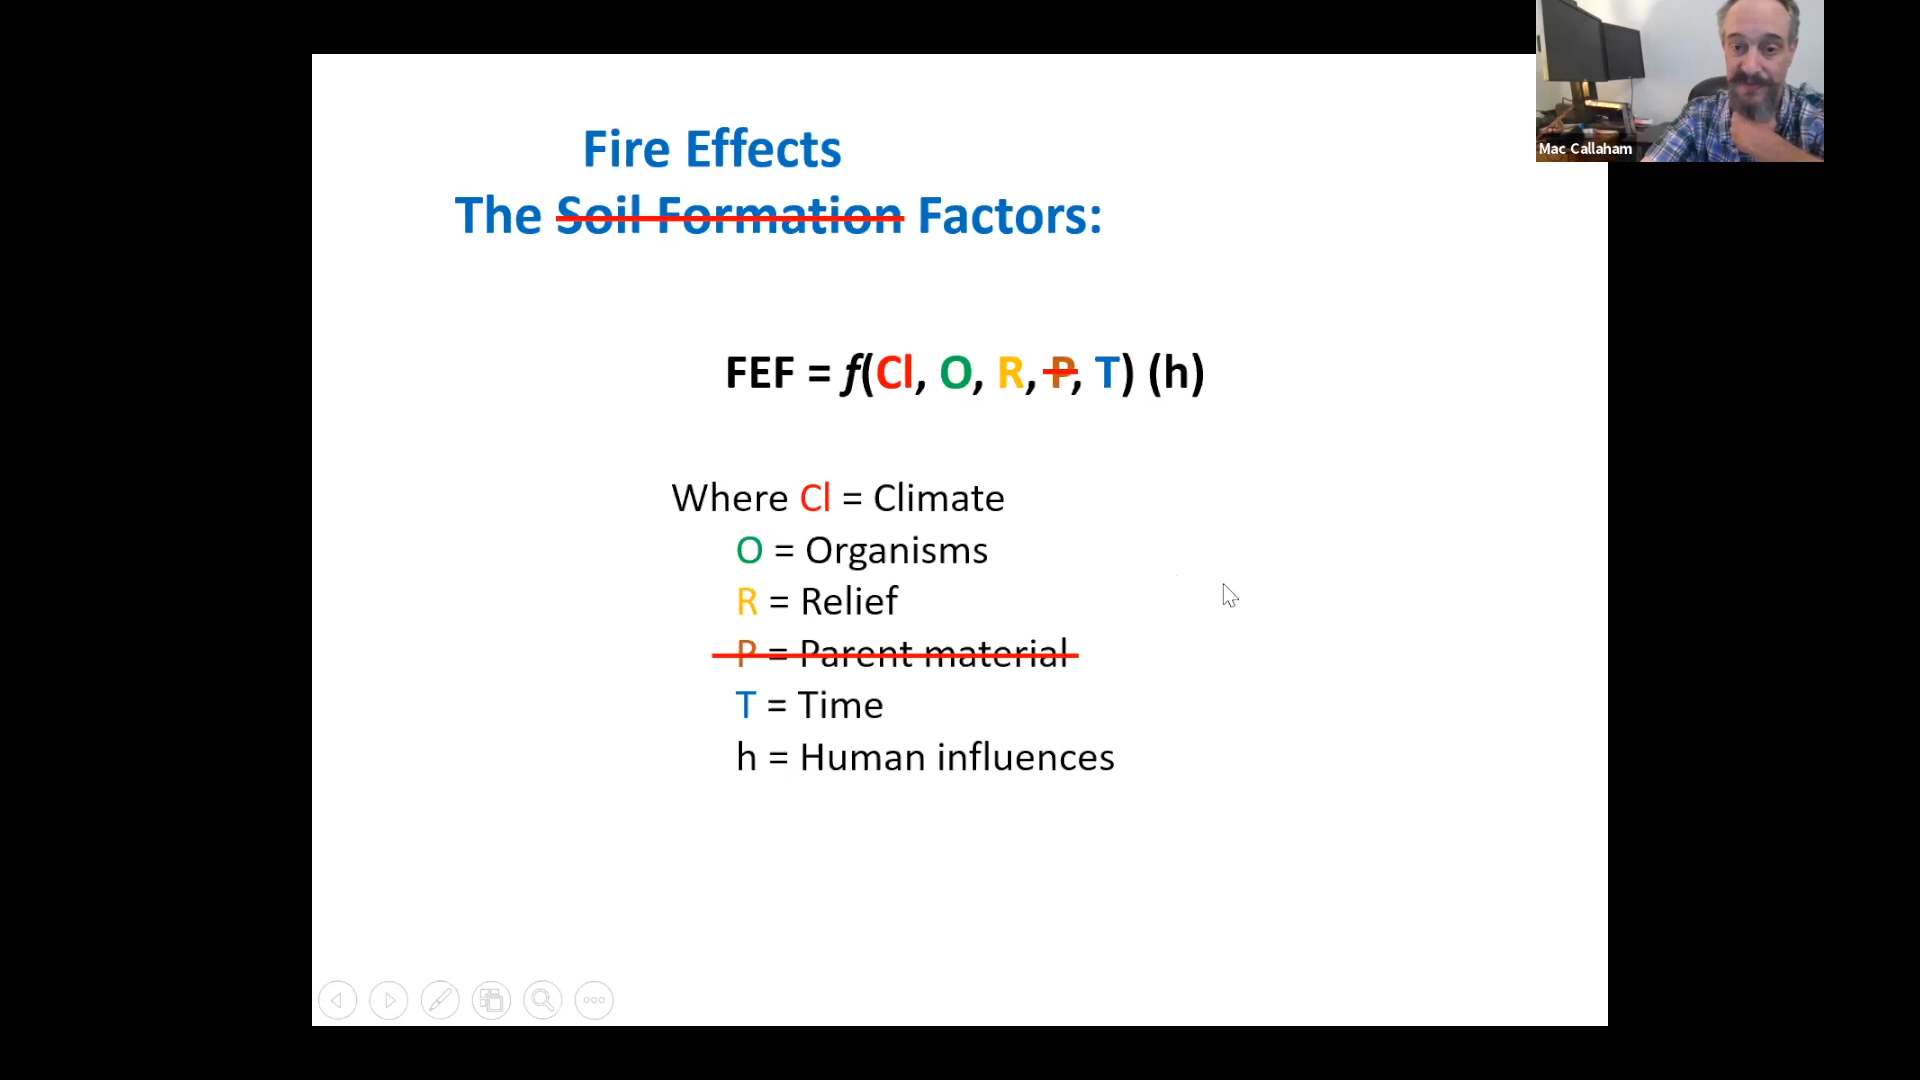 Mac Callaham
Fire Effects
The Soil Formation Factors:
FEF = f(Cl, O, R, P, T) (h)
Where Cl = Climate
O = Organisms
R = Relief
P = Parent material
T = Time
h = Human influences